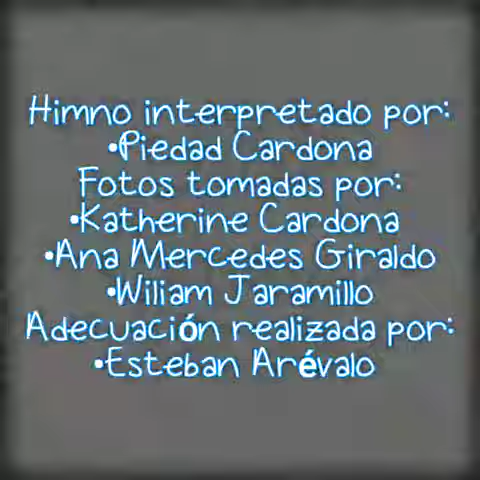 Himno interpretado por:
•Piedad Cardona
Fotos tomadas por:
•Katherine Cardona
•Ana Mercedes Giraldo
•Wiliam Jaramillo
Adecuación realizada por:
•Esteban Arévalo